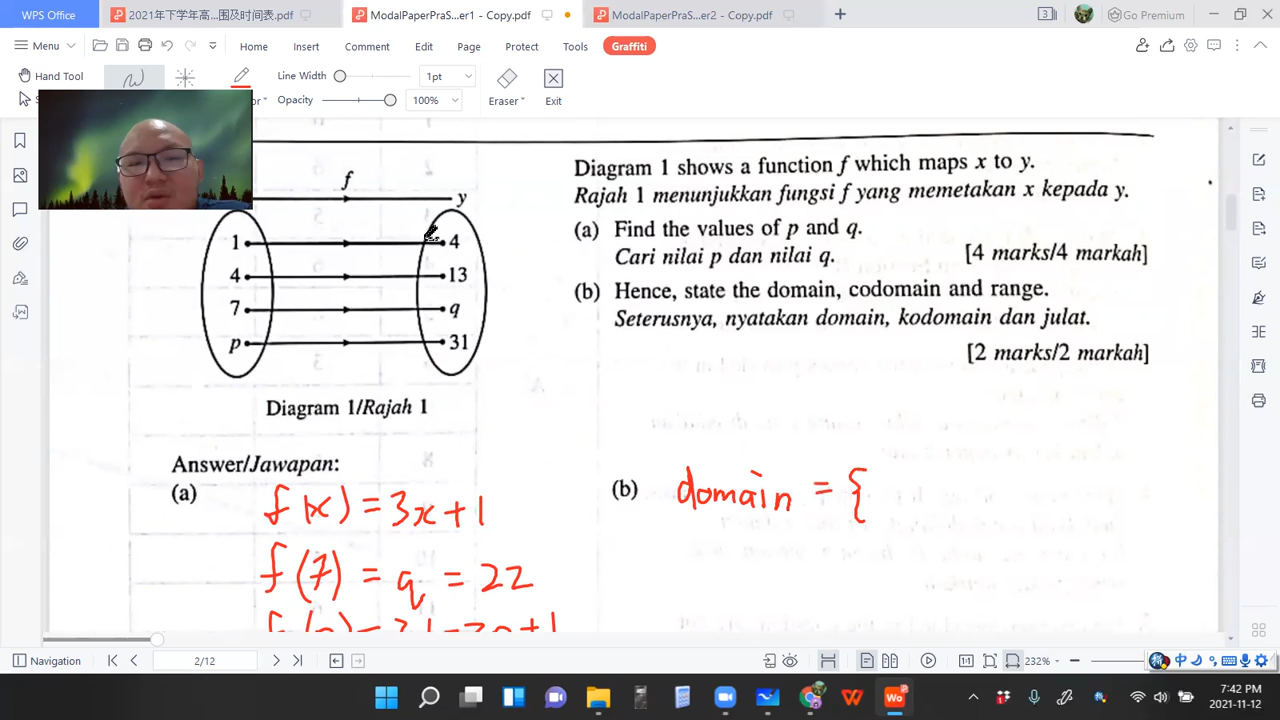 WPS Office
2021年下学年高...围及时间表.pdf
ModalPaperPraS...er1 - Copy.pdf
ModalPaperPraS...er2 - Copy.pdf
3
Go Premium
Menu
Home
Insert
Comment
Edit
Page
Protect
Tools
Graffiti
Hand Tool
Line Width
1pt
Opacity
100%
Eraser
Exit
f
y
1
4
4
13
7
q
p
31
Diagram 1/Rajah 1
Diagram 1 shows a function f which maps x to y.
Rajah 1 menunjukkan fungsi f yang memetakan x kepada y.
(a) Find the values of p and q.
Cari nilai p dan nilai q. [4 marks/4 markah]
(b) Hence, state the domain, codomain and range.
Seterusnya, nyatakan domain, kodomain dan julat.
[2 marks/2 markah]
Answer/Jawapan:
(a)
f(x) = 3x+1
f(7) = q = 22
(b) domain = {
Navigation
2/12
232%
中
7:42 PM
2021-11-12